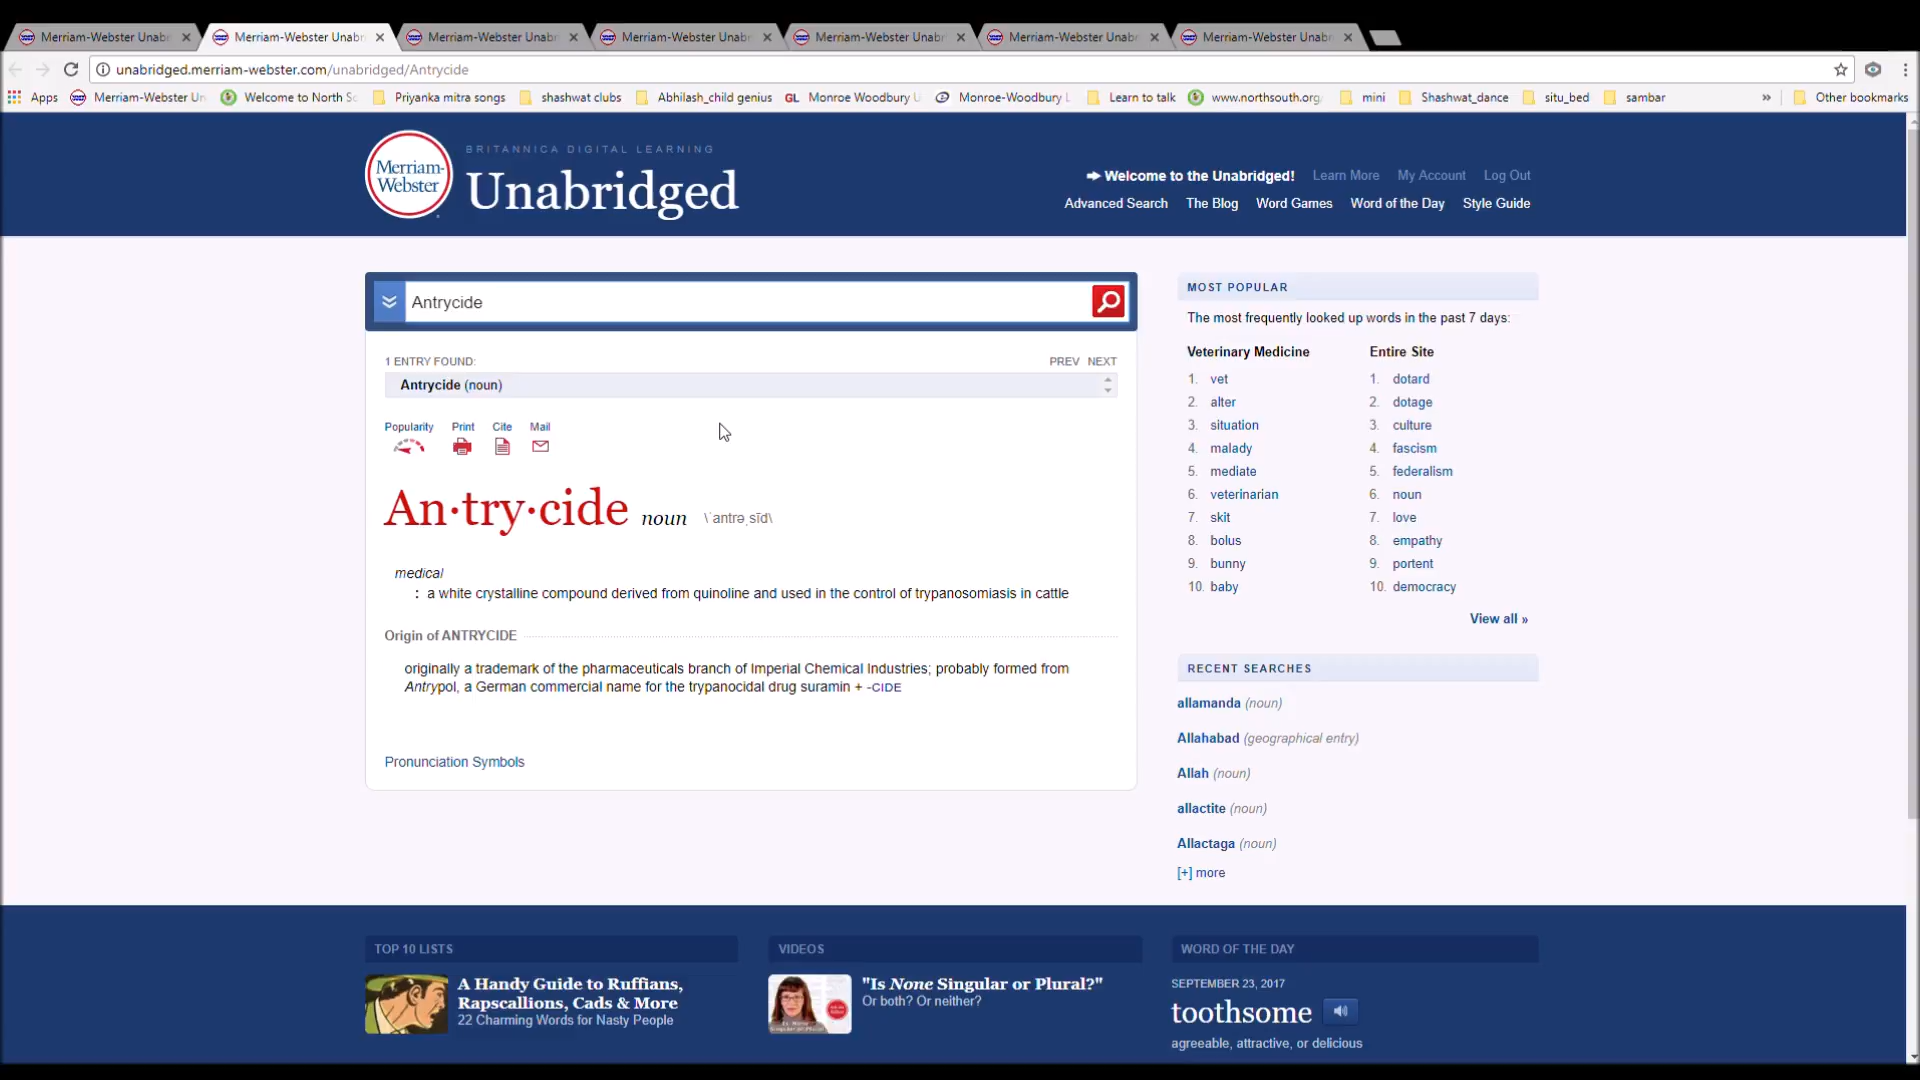 Merriam-Webster Unab
Merriam-Webster Unab
Merriam-Webster Unab
Merriam-Webster Unab
Merriam-Webster Unab
Merriam-Webster Unab
Merriam-Webster Unab
unabridged.merriam-webster.com/unabridged/Antrycide
Apps Merriam-Webster Un Welcome to North Sc Priyanka mitra songs shashwat clubs Abhilash_child genius GL Monroe Woodbury Monroe-Woodbury Learn to talk www.northsouth.org mini Shashwat_dance situ_bed sambar » Other bookmarks
Merriam-
Webster
BRITANNICA DIGITAL LEARNING
Unabridged
Welcome to the Unabridged! Learn More My Account Log Out
Advanced Search The Blog Word Games Word of the Day Style Guide
Antrycide
1 ENTRY FOUND: PREV NEXT
Antrycide (noun)
Popularity Print Cite Mail
An·try·cide noun \ˈantrəˌsīd\
medical
: a white crystalline compound derived from quinoline and used in the control of trypanosomiasis in cattle
Origin of ANTRYCIDE
originally a trademark of the pharmaceuticals branch of Imperial Chemical Industries; probably formed from
Antrypol, a German commercial name for the trypanocidal drug suramin + -CIDE
Pronunciation Symbols
MOST POPULAR
The most frequently looked up words in the past 7 days:
Veterinary Medicine Entire Site
1. vet 1. dotard
2. alter 2. dotage
3. situation 3. culture
4. malady 4. fascism
5. mediate 5. federalism
6. veterinarian 6. noun
7. skit 7. love
8. bolus 8. empathy
9. bunny 9. portent
10. baby 10. democracy
View all »
RECENT SEARCHES
allamanda (noun)
Allahabad (geographical entry)
Allah (noun)
allactite (noun)
Allactaga (noun)
[+] more
TOP 10 LISTS
A Handy Guide to Ruffians,
Rapscallions, Cads & More
22 Charming Words for Nasty People
VIDEOS
"Is None Singular or Plural?"
Or both? Or neither?
WORD OF THE DAY
SEPTEMBER 23, 2017
toothsome
agreeable, attractive, or delicious